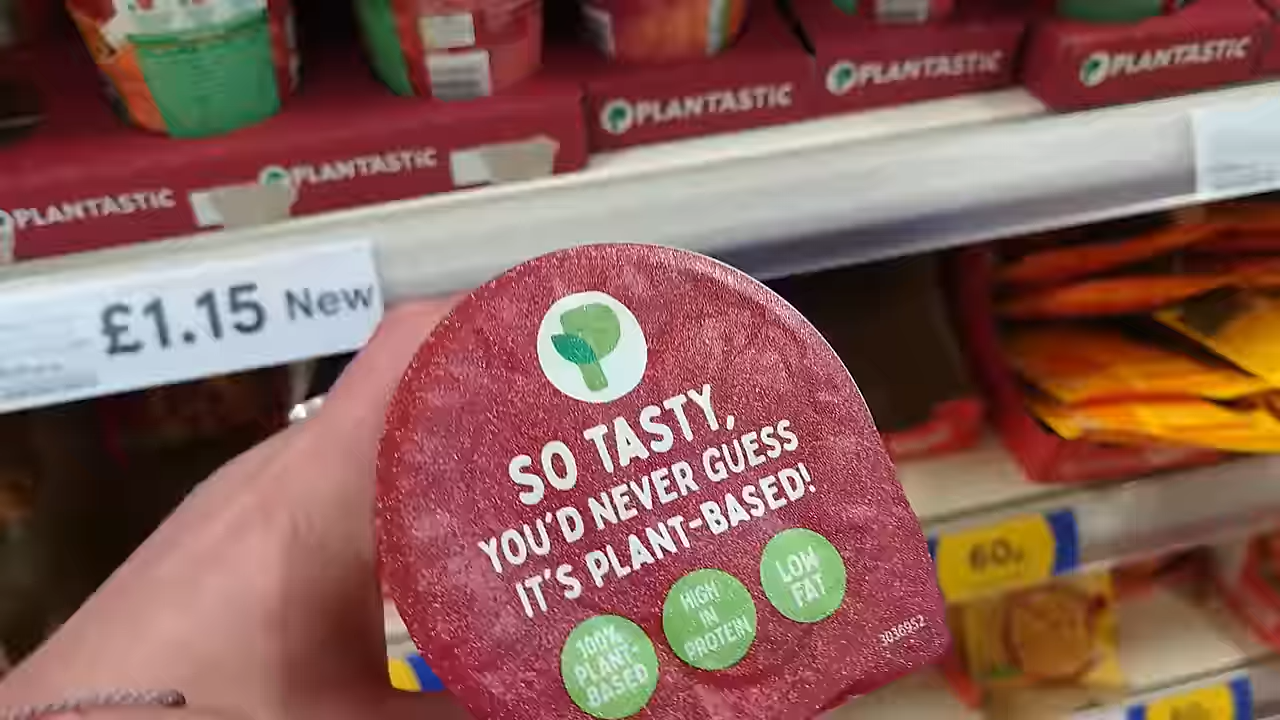 PLANTASTIC
PLANTASTIC
PLANTASTIC
PLANTASTIC
PLANTASTIC
£1.15 New
SO TASTY,
YOU'D NEVER GUESS
IT'S PLANT-BASED!
100%
PLANT-
BASED
HIGH
IN
PROTEIN
LOW
FAT
3036952
60p